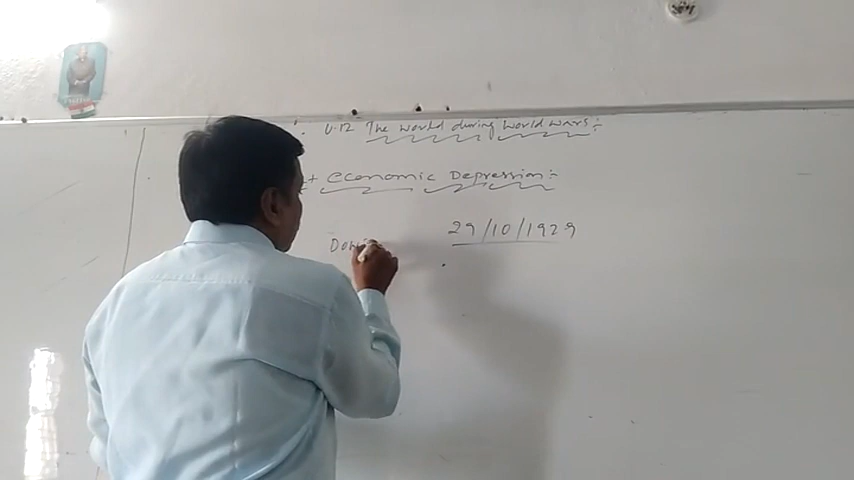 U.12 The world during World wars:-
economic Depression:-
29/10/1929